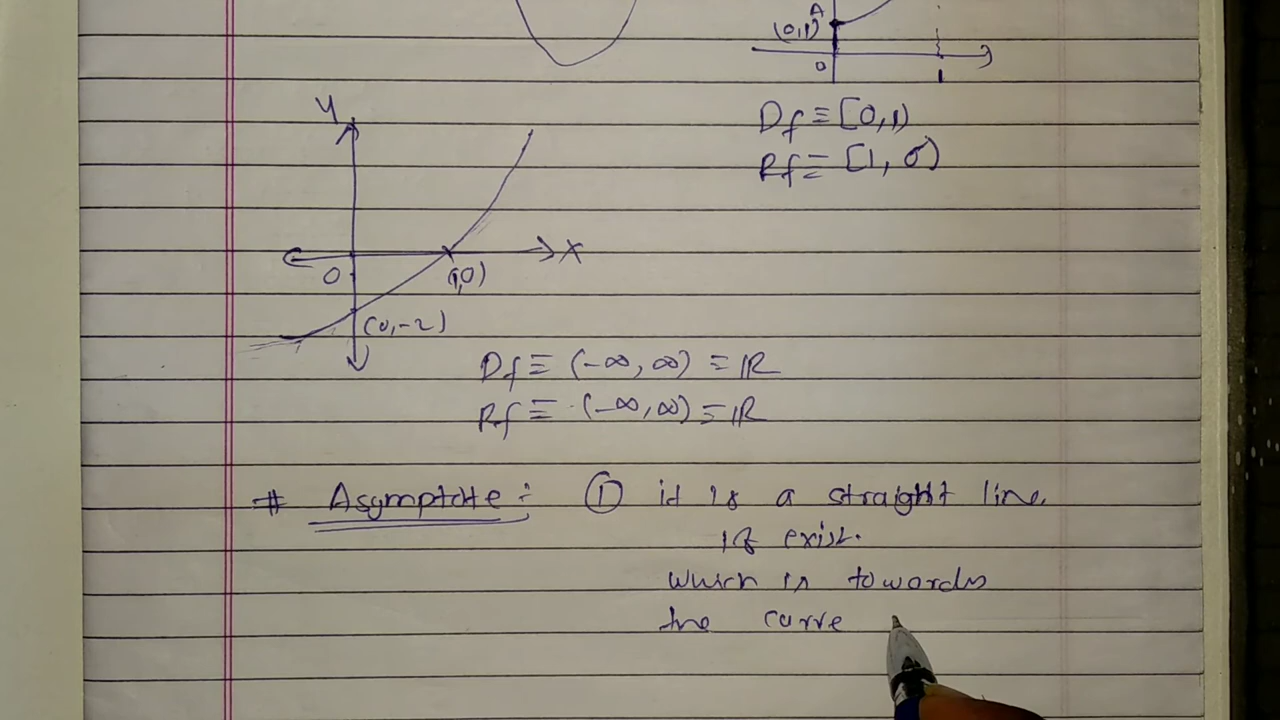 A
(0,1)
0
1
Df ≡ [0,1)
Rf ≡ [1, σ)
Y
X
0
(1,0)
(0,-2)
Df ≡ (-∞, ∞) = IR
Rf ≡ (-∞, ∞) = IR
# Asymptote :- ① it is a straight line
if exist.
which is towards
the curve